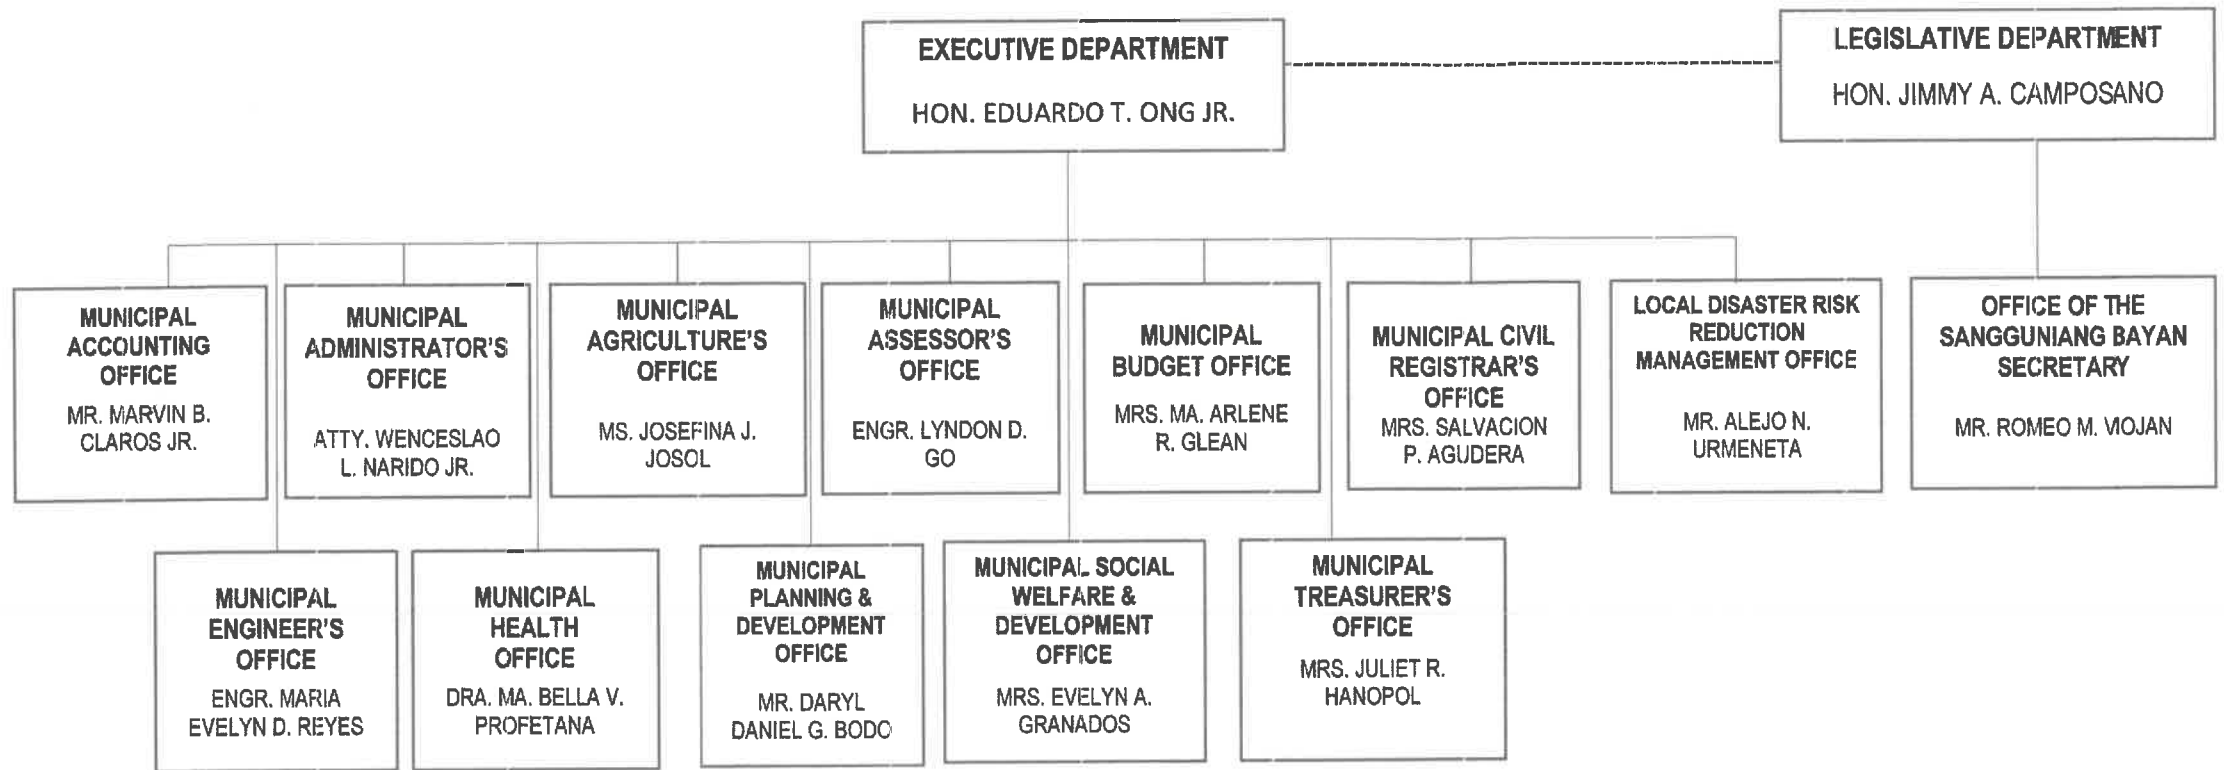 EXECUTIVE DEPARTMENT
HON. EDUARDO T. ONG JR.
LEGISLATIVE DEPARTMENT
HON. JIMMY A. CAMPOSANO
MUNICIPAL
ACCOUNTING
OFFICE
MR. MARVIN B.
CLAROS JR.
MUNICIPAL
ADMINISTRATOR'S
OFFICE
ATTY. WENCESLAO
L. NARIDO JR.
MUNICIPAL
AGRICULTURE'S
OFFICE
MS. JOSEFINA J.
JOSOL
MUNICIPAL
ASSESSOR'S
OFFICE
ENGR. LYNDON D.
GO
MUNICIPAL
BUDGET OFFICE
MRS. MA. ARLENE
R. GLEAN
MUNICIPAL CIVIL
REGISTRAR'S
OFFICE
MRS. SALVACION
P. AGUDERA
LOCAL DISASTER RISK
REDUCTION
MANAGEMENT OFFICE
MR. ALEJO N.
URMENETA
OFFICE OF THE
SANGGUNIANG BAYAN
SECRETARY
MR. ROMEO M. MOJAN
MUNICIPAL
ENGINEER'S
OFFICE
ENGR. MARIA
EVELYN D. REYES
MUNICIPAL
HEALTH
OFFICE
DRA. MA. BELLA V.
PROFETANA
MUNICIPAL
PLANNING &
DEVELOPMENT
OFFICE
MR. DARYL
DANIEL G. BODO
MUNICIPAL SOCIAL
WELFARE &
DEVELOPMENT
OFFICE
MRS. EVELYN A.
GRANADOS
MUNICIPAL
TREASURER'S
OFFICE
MRS. JULIET R.
HANOPOL